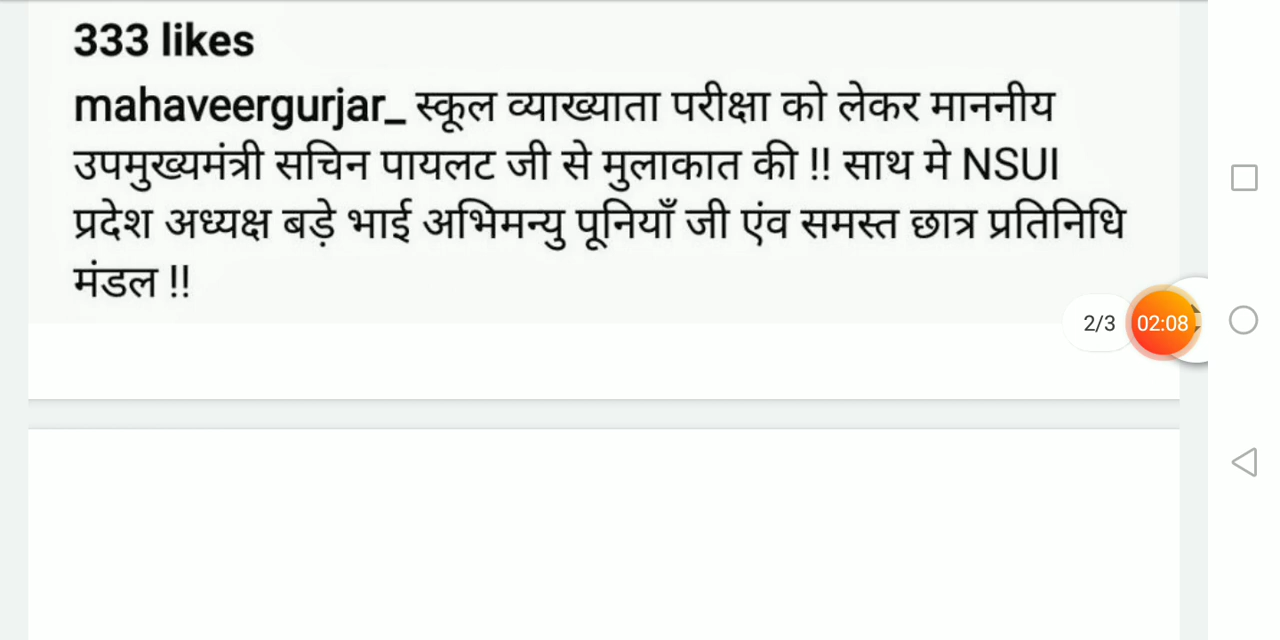 333 likes
mahaveergurjar_ स्कूल व्याख्याता परीक्षा को लेकर माननीय
उपमुख्यमंत्री सचिन पायलट जी से मुलाकात की !! साथ मे NSUI
प्रदेश अध्यक्ष बड़े भाई अभिमन्यु पूनियाँ जी एंव समस्त छात्र प्रतिनिधि
मंडल !!
2/3
02:08